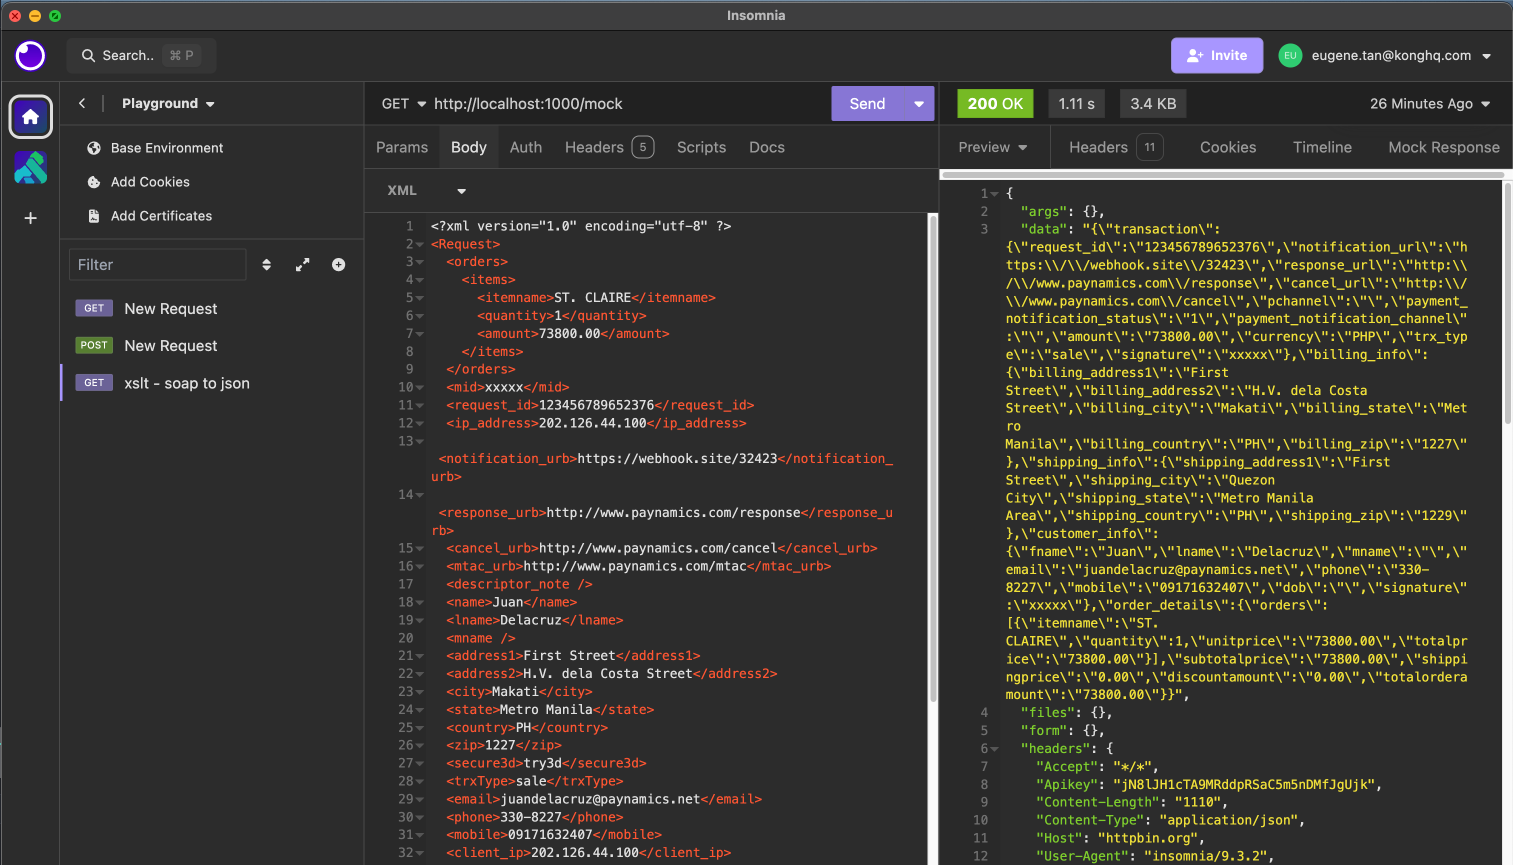 Insomnia
Search.. ⌘ P
Invite
EU
eugene.tan@konghq.com
Playground
Base Environment
Add Cookies
Add Certificates
Filter
GET New Request
POST New Request
GET xslt - soap to json
GET http://localhost:1000/mock
Send
Params Body Auth Headers 5 Scripts Docs
XML
1 <?xml version="1.0" encoding="utf-8" ?>
2 <Request>
3 <orders>
4 <items>
5 <itemname>ST. CLAIRE</itemname>
6 <quantity>1</quantity>
7 <amount>73800.00</amount>
8 </items>
9 </orders>
10 <mid>xxxxx</mid>
11 <request_id>123456789652376</request_id>
12 <ip_address>202.126.44.100</ip_address>
13
<notification_urb>https://webhook.site/32423</notification_
urb>
14
<response_urb>http://www.paynamics.com/response</response_u
rb>
15 <cancel_urb>http://www.paynamics.com/cancel</cancel_urb>
16 <mtac_urb>http://www.paynamics.com/mtac</mtac_urb>
17 <descriptor_note />
18 <name>Juan</name>
19 <lname>Delacruz</lname>
20 <mname />
21 <address1>First Street</address1>
22 <address2>H.V. dela Costa Street</address2>
23 <city>Makati</city>
24 <state>Metro Manila</state>
25 <country>PH</country>
26 <zip>1227</zip>
27 <secure3d>try3d</secure3d>
28 <trxType>sale</trxType>
29 <email>juandelacruz@paynamics.net</email>
30 <phone>330-8227</phone>
31 <mobile>09171632407</mobile>
32 <client_ip>202.126.44.100</client_ip>
200 OK 1.11 s 3.4 KB 26 Minutes Ago
Preview Headers 11 Cookies Timeline Mock Response
1 {
2 "args": {},
3 "data": "{\"transaction\":
{\"request_id\":\"123456789652376\",\"notification_url\":\"h
ttps:\\/\\/webhook.site\\/32423\",\"response_url\":\"http:\\
/\\/www.paynamics.com\\/response\",\"cancel_url\":\"http:\\/
\\/www.paynamics.com\\/cancel\",\"pchannel\":\"\",\"payment_
notification_status\":\"1\",\"payment_notification_channel\"
:\"\",\"amount\":\"73800.00\",\"currency\":\"PHP\",\"trx_typ
e\":\"sale\",\"signature\":\"xxxxx\"},\"billing_info\":
{\"billing_address1\":\"First
Street\",\"billing_address2\":\"H.V. dela Costa
Street\",\"billing_city\":\"Makati\",\"billing_state\":\"Met
ro
Manila\",\"billing_country\":\"PH\",\"billing_zip\":\"1227\"
},\"shipping_info\":{\"shipping_address1\":\"First
Street\",\"shipping_city\":\"Quezon
City\",\"shipping_state\":\"Metro Manila
Area\",\"shipping_country\":\"PH\",\"shipping_zip\":\"1229\"
},\"customer_info\":
{\"fname\":\"Juan\",\"lname\":\"Delacruz\",\"mname\":\"\",\"
email\":\"juandelacruz@paynamics.net\",\"phone\":\"330-
8227\",\"mobile\":\"09171632407\",\"dob\":\"\",\"signature\"
:\"xxxxx\"},\"order_details\":{\"orders\":
[{\"itemname\":\"ST.
CLAIRE\",\"quantity\":1,\"unitprice\":\"73800.00\",\"totalpr
ice\":\"73800.00\"}],\"subtotalprice\":\"73800.00\",\"shippi
ngprice\":\"0.00\",\"discountamount\":\"0.00\",\"totalordera
mount\":\"73800.00\"}}",
4 "files": {},
5 "form": {},
6 "headers": {
7 "Accept": "*/*",
8 "Apikey": "jN8lJH1cTA9MRddpRSaC5m5nDMfJgUjk",
9 "Content-Length": "1110",
10 "Content-Type": "application/json",
11 "Host": "httpbin.org",
12 "User-Agent": "insomnia/9.3.2",